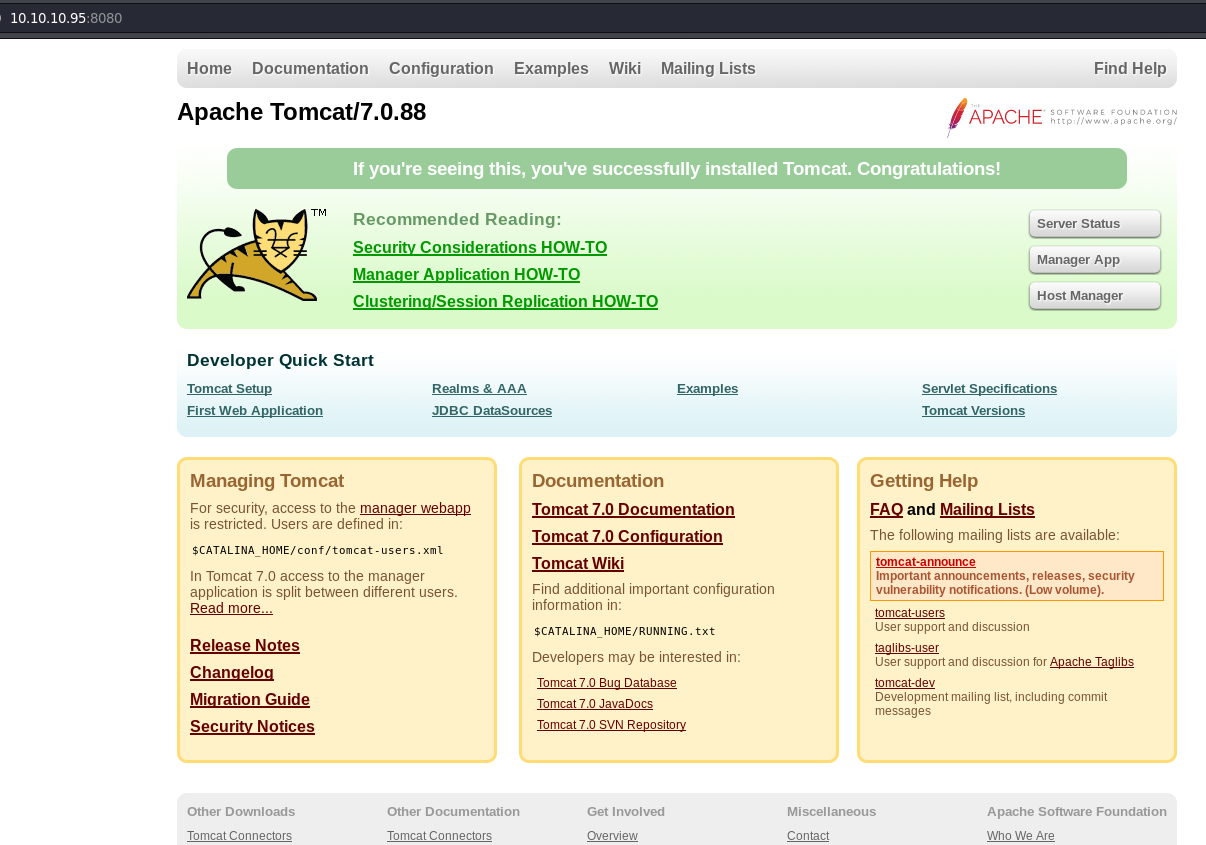 10.10.10.95:8080
Home Documentation Configuration Examples Wiki Mailing Lists Find Help
Apache Tomcat/7.0.88
THE APACHE SOFTWARE FOUNDATION
http://www.apache.org/
If you're seeing this, you've successfully installed Tomcat. Congratulations!
TM
Recommended Reading:
Security Considerations HOW-TO
Manager Application HOW-TO
Clustering/Session Replication HOW-TO
Server Status
Manager App
Host Manager
Developer Quick Start
Tomcat Setup
First Web Application
Realms & AAA
JDBC DataSources
Examples
Servlet Specifications
Tomcat Versions
Managing Tomcat
For security, access to the manager webapp
is restricted. Users are defined in:
$CATALINA_HOME/conf/tomcat-users.xml
In Tomcat 7.0 access to the manager
application is split between different users.
Read more...
Release Notes
Changelog
Migration Guide
Security Notices
Documentation
Tomcat 7.0 Documentation
Tomcat 7.0 Configuration
Tomcat Wiki
Find additional important configuration
information in:
$CATALINA_HOME/RUNNING.txt
Developers may be interested in:
Tomcat 7.0 Bug Database
Tomcat 7.0 JavaDocs
Tomcat 7.0 SVN Repository
Getting Help
FAQ and Mailing Lists
The following mailing lists are available:
tomcat-announce
Important announcements, releases, security
vulnerability notifications. (Low volume).
tomcat-users
User support and discussion
taglibs-user
User support and discussion for Apache Taglibs
tomcat-dev
Development mailing list, including commit
messages
Other Downloads
Tomcat Connectors
Other Documentation
Tomcat Connectors
Get Involved
Overview
Miscellaneous
Contact
Apache Software Foundation
Who We Are